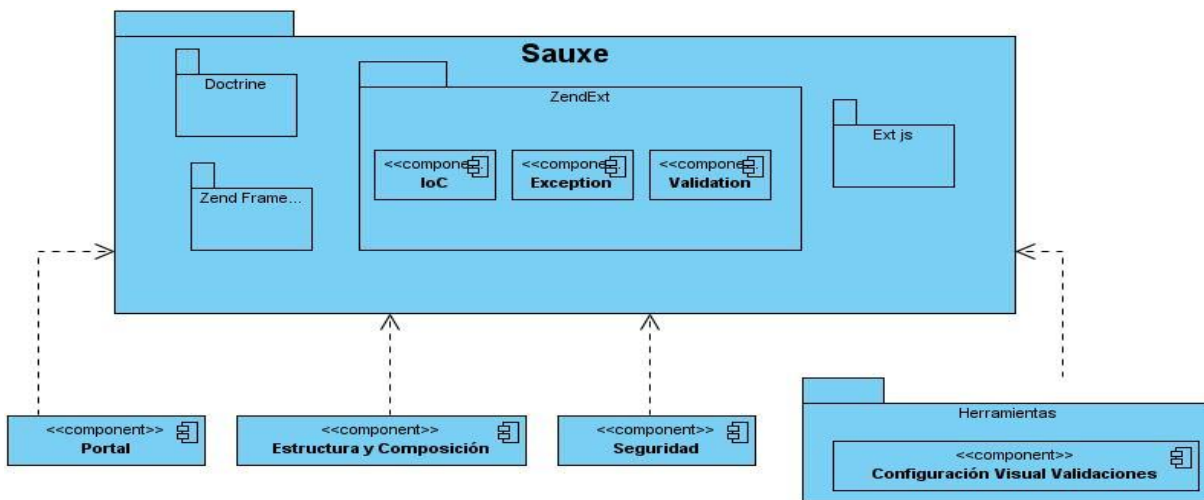 Sauxe
Doctrine
ZendExt
Ext js
<<compone...
IoC
<<compone...
Exception
<<compone...
Validation
Zend Frame...
<<component>>
Portal
<<component>>
Estructura y Composición
<<component>>
Seguridad
Herramientas
<<component>>
Configuración Visual Validaciones